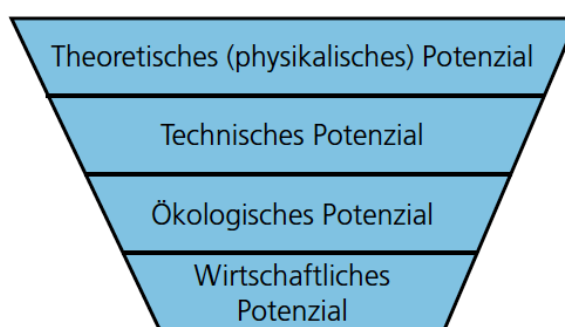 Theoretisches (physikalisches) Potenzial
Technisches Potenzial
Ökologisches Potenzial
Wirtschaftliches
Potenzial